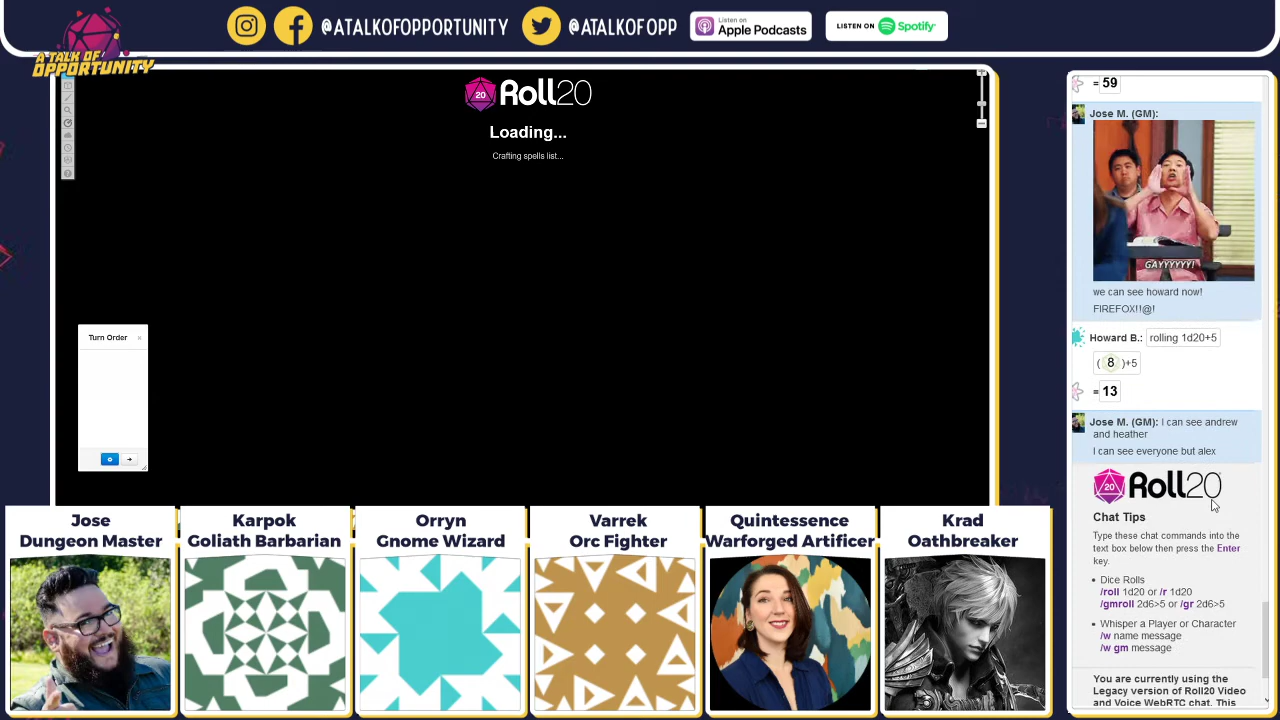 @ATALKOFOPPORTUNITY
@ATALKOFOPP
Listen on
Apple Podcasts
LISTEN ON
Spotify
A TALK OF
OPPORTUNITY
20
Roll20
Loading...
Crafting spells list...
Turn Order
= 59
Jose M. (GM):
GAYYYYYY!
we can see howard now!
FIREFOX!!@!
Howard B.: rolling 1d20+5
( 8 )+5
= 13
Jose M. (GM): I can see andrew
and heather
I can see everyone but alex
20
Roll20
Chat Tips
Type these chat commands into the
text box below then press the Enter
key.
• Dice Rolls
/roll 1d20 or /r 1d20
/gmroll 2d6>5 or /gr 2d6>5
• Whisper a Player or Character
/w name message
/w gm message
You are currently using the
Legacy version of Roll20 Video
and Voice WebRTC chat. This
Jose
Dungeon Master
Karpok
Goliath Barbarian
Orryn
Gnome Wizard
Varrek
Orc Fighter
Quintessence
Warforged Artificer
Krad
Oathbreaker